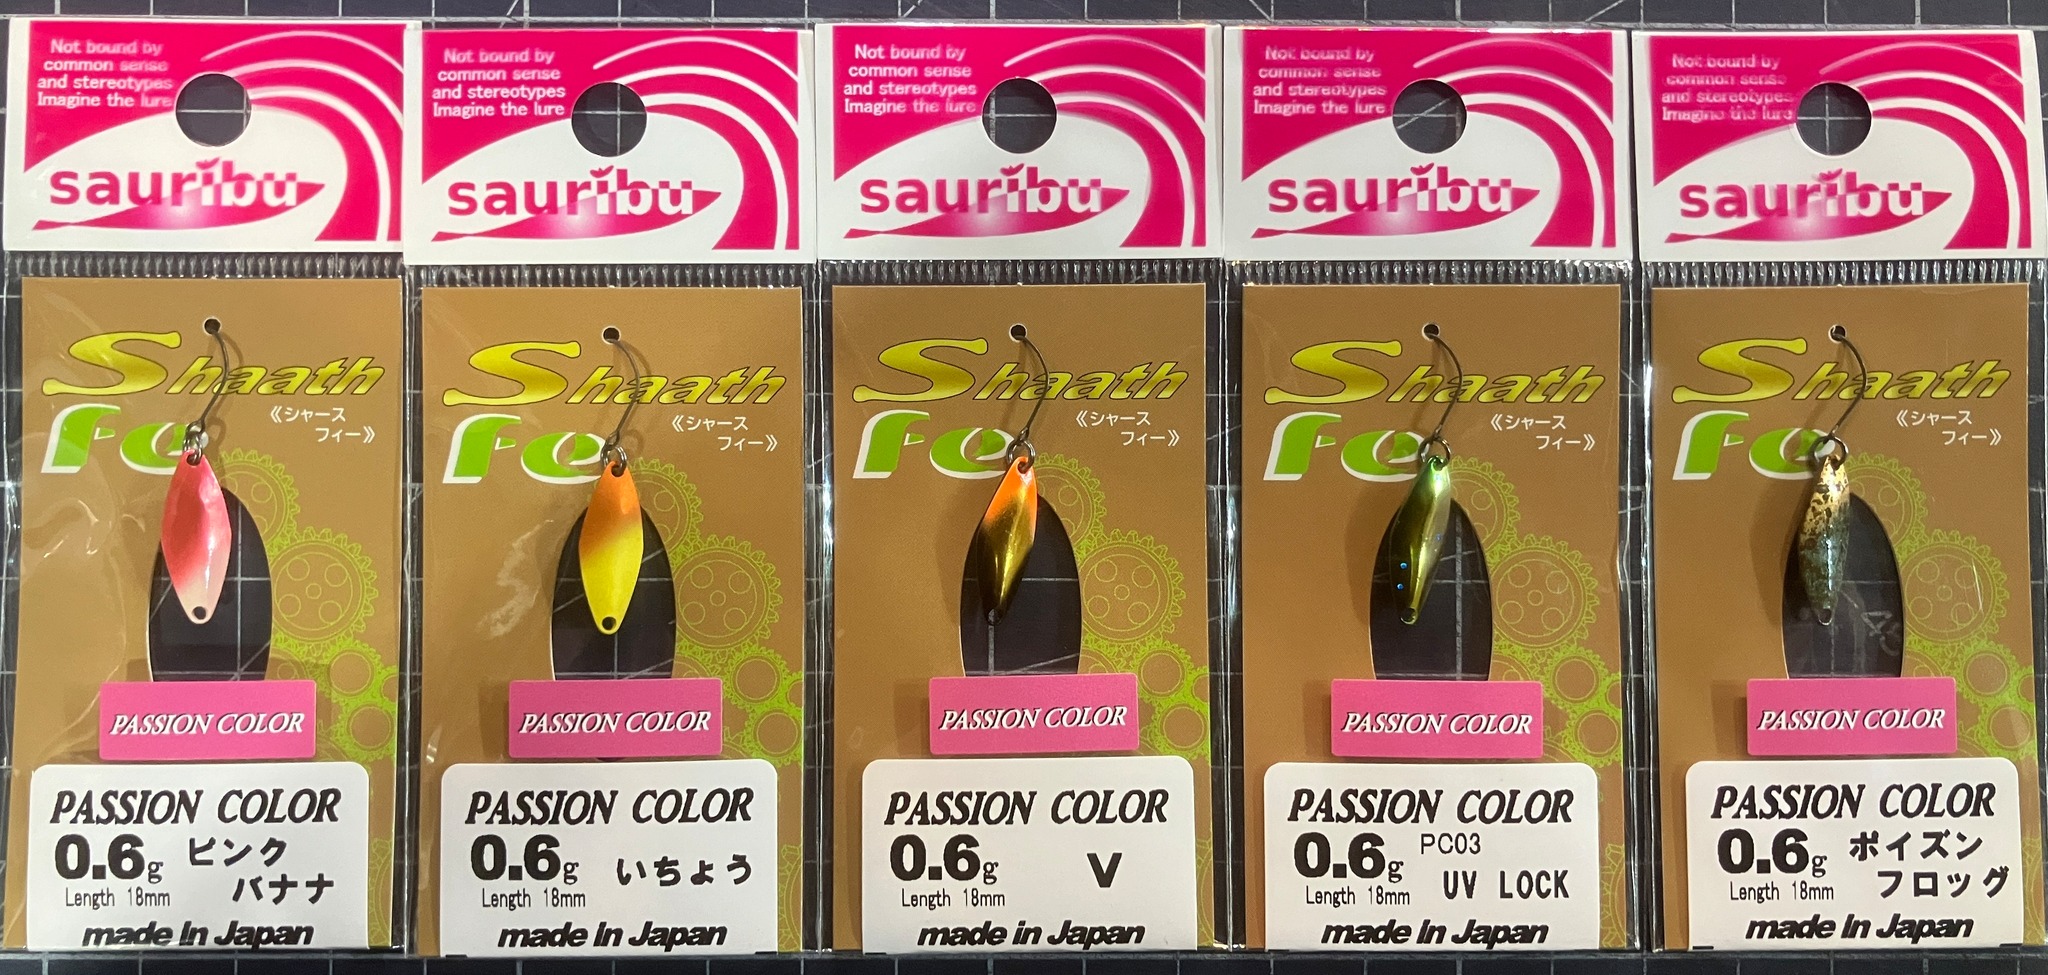 Not bound by
common sense
and stereotypes
Imagine the lure
sauribu
Shaath
Fe
《シャース
フィー》
PASSION COLOR
PASSION COLOR
0.6g ピンク
バナナ
Length 18mm
made in Japan
Not bound by
common sense
and stereotypes
Imagine the lure
sauribu
Shaath
Fe
《シャース
フィー》
PASSION COLOR
PASSION COLOR
0.6g いちょう
Length 18mm
made in Japan
Not bound by
common sense
and stereotypes
Imagine the lure
sauribu
Shaath
Fe
《シャース
フィー》
PASSION COLOR
PASSION COLOR
0.6g V
Length 18mm
made in Japan
Not bound by
common sense
and stereotypes
Imagine the lure
sauribu
Shaath
Fe
《シャース
フィー》
PASSION COLOR
PASSION COLOR
0.6g PC03
UV LOCK
Length 18mm
made in Japan
Not bound by
common sense
and stereotypes
Imagine the lure
sauribu
Shaath
Fe
《シャース
フィー》
PASSION COLOR
PASSION COLOR
0.6g ポイズン
フロッグ
Length 18mm
made in Japan